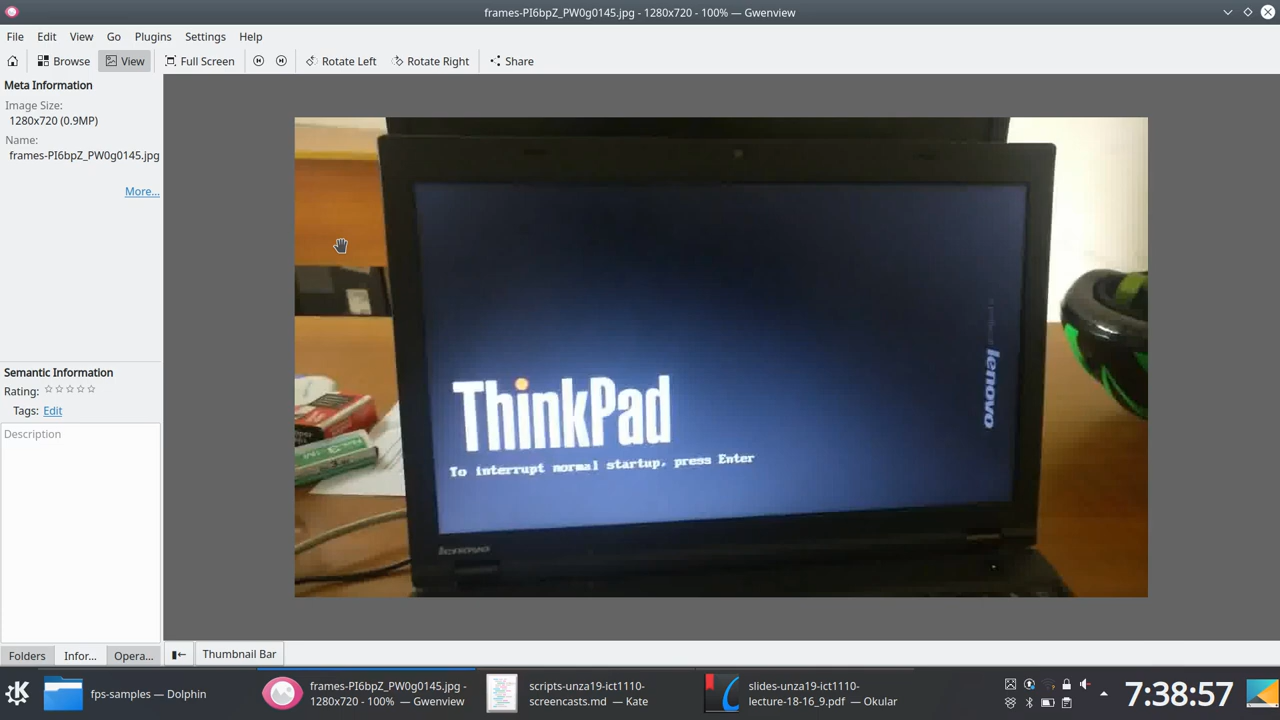 frames-PI6bpZ_PW0g0145.jpg - 1280x720 - 100% — Gwenview
File Edit View Go Plugins Settings Help
Browse View Full Screen Rotate Left Rotate Right Share
Meta Information
Image Size:
1280x720 (0.9MP)
Name:
frames-PI6bpZ_PW0g0145.jpg
More...
Semantic Information
Rating:
Tags: Edit
Description
ThinkPad
To interrupt normal startup, press Enter
lenovo
lenovo
Folders Infor... Opera... Thumbnail Bar
fps-samples — Dolphin
frames-PI6bpZ_PW0g0145.jpg -
1280x720 - 100% — Gwenview
scripts-unza19-ict1110-
screencasts.md — Kate
slides-unza19-ict1110-
lecture-18-16_9.pdf — Okular
7:38:57